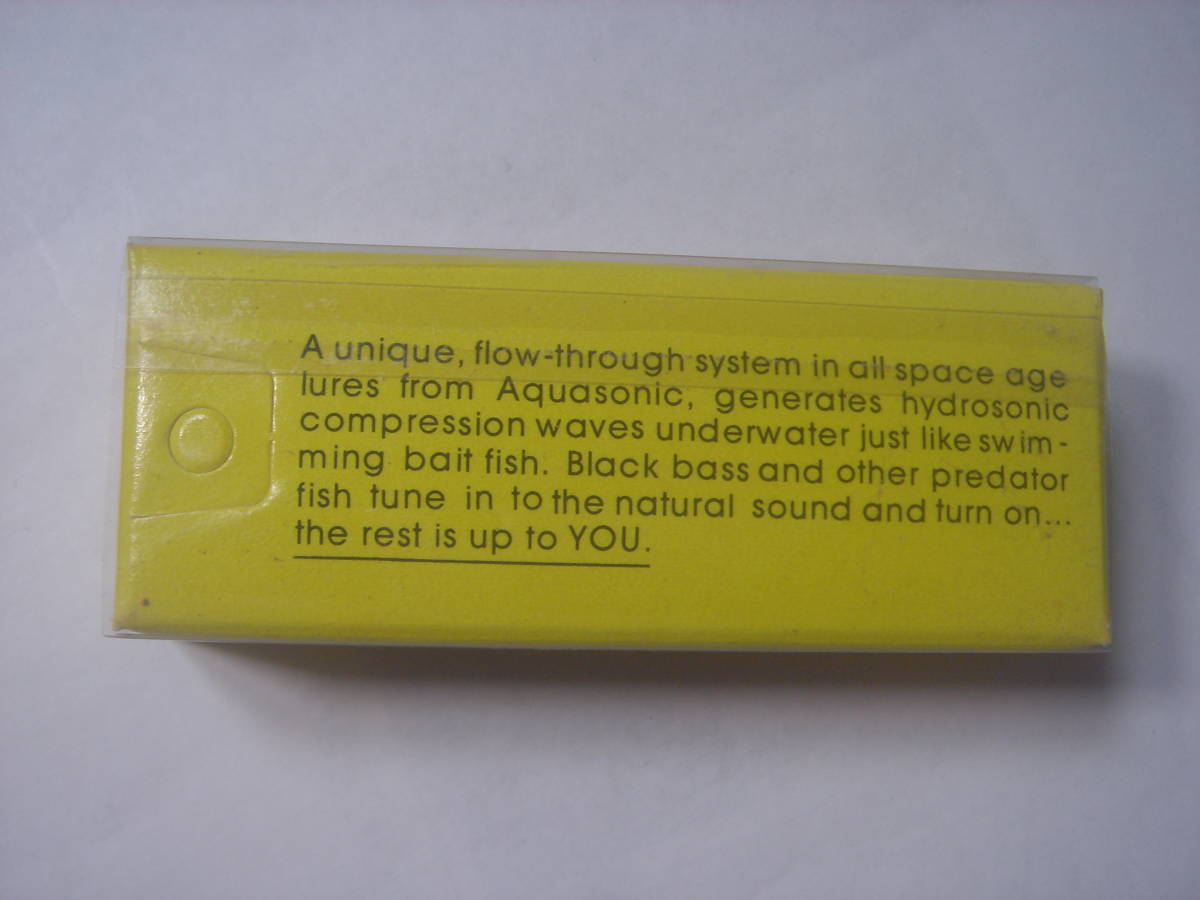 A unique, flow-through system in all space age
lures from Aquasonic, generates hydrosonic
compression waves underwater just like swim-
ming bait fish. Black bass and other predator
fish tune in to the natural sound and turn on...
the rest is up to YOU.